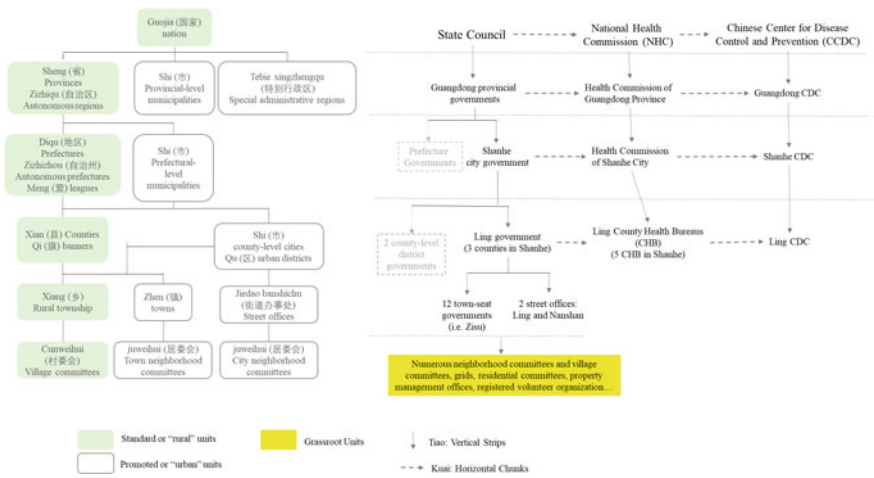 Guojia (国家)
nation
Sheng (省)
Provinces
Zizhiqu (自治区)
Autonomous regions
Shi (市)
Provincial-level
municipalities
Tebie xingzhengqu
(特别行政区)
Special administrative regions
Diqu (地区)
Prefectures
Zizhizhou (自治州)
Autonomous prefectures
Meng (盟) leagues
Shi (市)
Prefectural-
level
municipalities
Xian (县) Counties
Qi (旗) banners
Shi (市)
county-level cities
Qu (区) urban districts
Xiang (乡)
Rural township
Zhen (镇)
towns
Jiedao banshichu
(街道办事处)
Street offices
Cunweihui
(村委会)
Village committees
juweihui (居委会)
Town neighborhood
committees
juweihui (居委会)
City neighborhood
committees
State Council
National Health
Commission (NHC)
Chinese Center for Disease
Control and Prevention (CCDC)
Guangdong provincial
governments
Health Commission of
Guangdong Province
Guangdong CDC
Prefecture
Governments
Shanhe
city government
Health Commission
of Shanhe City
Shanhe CDC
2 county-level
district
governments
Ling government
(3 counties in Shanhe)
Ling County Health Bureaus
(CHB)
(5 CHB in Shanhe)
Ling CDC
12 town-seat
governments
(i.e. Zisu)
2 street offices:
Ling and Nanshan
Numerous neighborhood committees and village
committees, grids, residential committees, property
management offices, registered volunteer organization…
Standard or “rural” units
Promoted or “urban” units
Grassroot Units
Tiao: Vertical Strips
Kuai: Horizontal Chunks